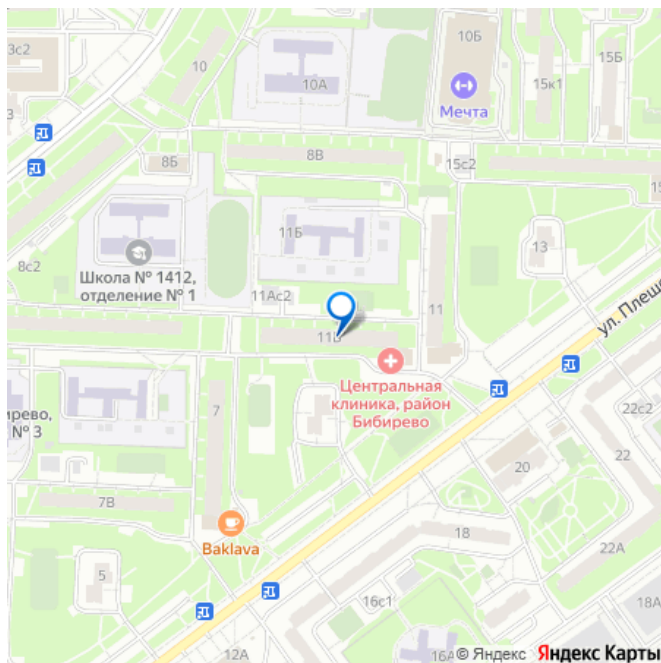 3с2
10Б
15Б
10
10А
15к1
3
Мечта
8Б
8В
15с2
15
11Б
13
Школа № 1412,
отделение № 1
8с2
11Ас2
11
ул. Плеще
11В
Центральная
клиника, район
Бибирево
7
ирево,
№ 3
22с2
22
20
7В
18
Baklava
22А
5
16с1
18А
12А
16А
© Яндекс Яндекс Карты